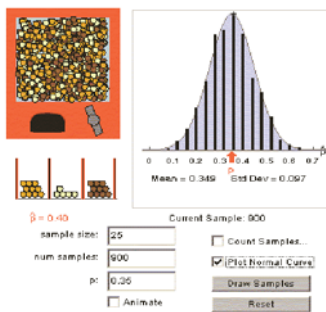 p̂
0 0.1 0.2 0.3 0.4 0.5 0.6 0.7
p
Mean = 0.349 Std Dev = 0.097
p̂ = 0.40
Current Sample: 900
sample size: 25
Count Samples...
num samples: 900
Plot Normal Curve
p: 0.35
Draw Samples
Animate
Reset